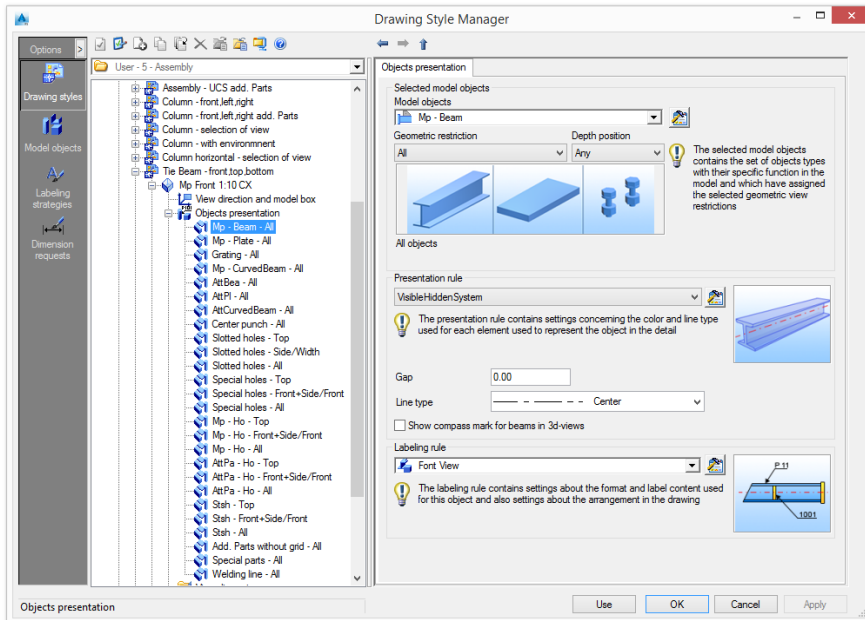 Drawing Style Manager
Options
Drawing styles
Model objects
Labeling
strategies
Dimension
requests
User - 5 - Assembly
Assembly - UCS add. Parts
Column - front,left,right
Column - front,left,right add. Parts
Column - selection of view
Column - with environmnent
Column horizontal - selection of view
Tie Beam - front,top,bottom
Mp Front 1:10 CX
View direction and model box
Objects presentation
Mp - Beam - All
Mp - Plate - All
Grating - All
Mp - CurvedBeam - All
AttBea - All
AttPl - All
AttCurvedBeam - All
Center punch - All
Slotted holes - Top
Slotted holes - Side/Width
Slotted holes - All
Special holes - Top
Special holes - Front+Side/Front
Special holes - All
Mp - Ho - Top
Mp - Ho - Front+Side/Front
Mp - Ho - All
AttPa - Ho - Top
AttPa - Ho - Front+Side/Front
AttPa - Ho - All
Stsh - Top
Stsh - Front+Side/Front
Stsh - All
Add. Parts without grid - All
Special parts - All
Welding line - All
Objects presentation
Objects presentation
Selected model objects
Model objects
Mp - Beam
Geometric restriction
Depth position
All
Any
The selected model objects
contains the set of objects types
with their specific function in the
model and which have assigned
the selected geometric view
restrictions
All objects
Presentation rule
VisibleHiddenSystem
The presentation rule contains settings concerning the color and line type
used for each element used to represent the object in the detail
Gap
0.00
Line type
Center
Show compass mark for beams in 3d-views
Labeling rule
Font View
The labeling rule contains settings about the format and label content used
for this object and also settings about the arrangement in the drawing
P 11
1001
Use
OK
Cancel
Apply